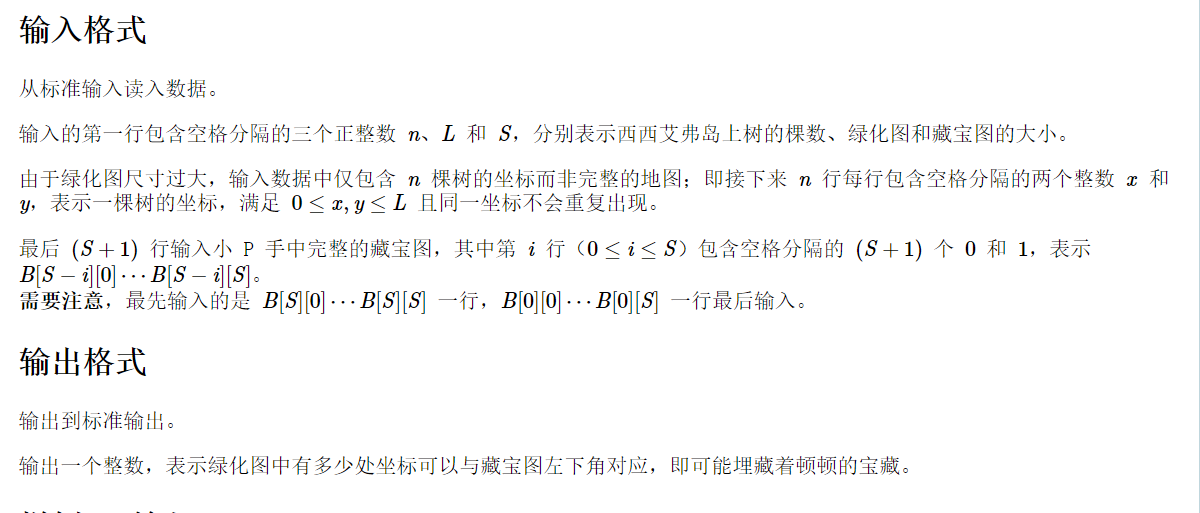 输入格式
从标准输入读入数据。
输入的第一行包含空格分隔的三个正整数 n、L 和 S，分别表示西西艾弗岛上树的棵数、绿化图和藏宝图的大小。
由于绿化图尺寸过大，输入数据中仅包含 n 棵树的坐标而非完整的地图；即接下来 n 行每行包含空格分隔的两个整数 x 和
y，表示一棵树的坐标，满足 0 ≤ x, y ≤ L 且同一坐标不会重复出现。
最后 (S + 1) 行输入小 P 手中完整的藏宝图，其中第 i 行（0 ≤ i ≤ S）包含空格分隔的 (S + 1) 个 0 和 1，表示
B[S − i][0] ⋯ B[S − i][S]。
需要注意，最先输入的是 B[S][0] ⋯ B[S][S] 一行，B[0][0] ⋯ B[0][S] 一行最后输入。
输出格式
输出到标准输出。
输出一个整数，表示绿化图中有多少处坐标可以与藏宝图左下角对应，即可能埋藏着顿顿的宝藏。